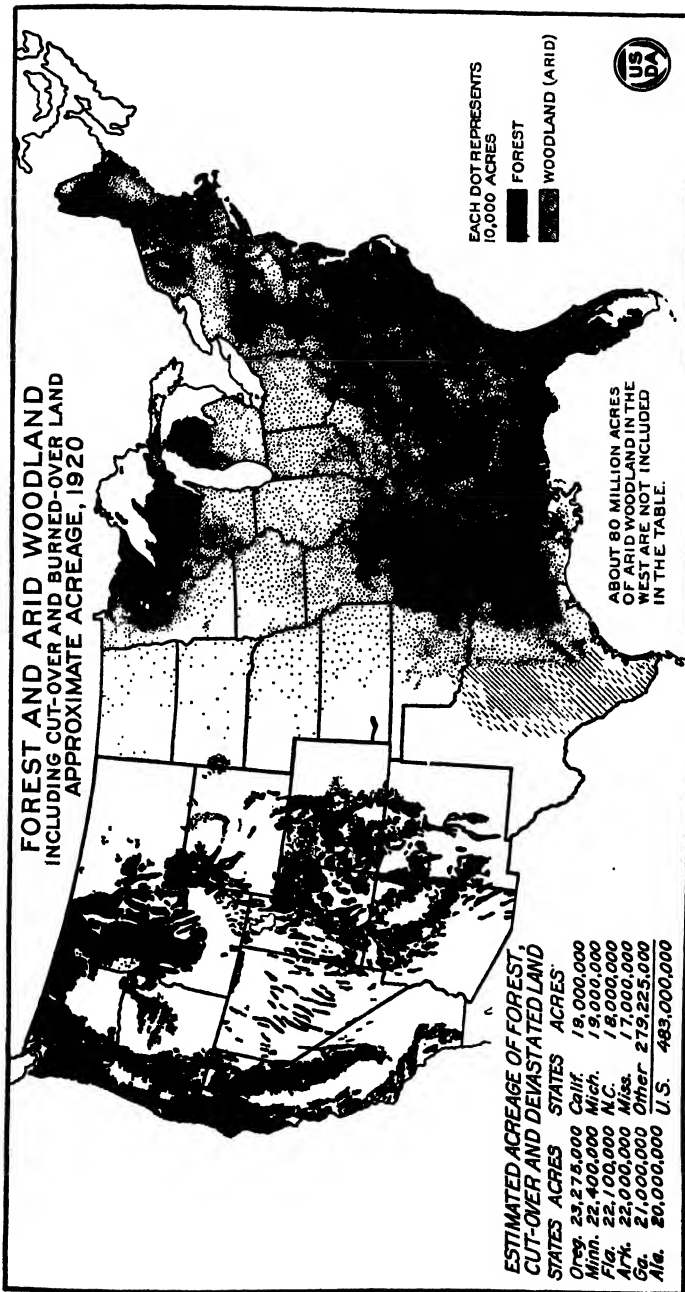 FOREST AND ARID WOODLAND
INCLUDING CUT-OVER AND BURNED-OVER LAND
APPROXIMATE ACREAGE, 1920
EACH DOT REPRESENTS
10,000 ACRES
FOREST
WOODLAND (ARID)
US
DA
ABOUT 80 MILLION ACRES
OF ARID WOODLAND IN THE
WEST ARE NOT INCLUDED
IN THE TABLE.
ESTIMATED ACREAGE OF FOREST,
CUT-OVER AND DEVASTATED LAND
STATES ACRES STATES ACRES
Oreg. 23,275,000 Calif. 19,000,000
Minn. 22,400,000 Mich. 19,000,000
Fla. 22,100,000 N.C. 18,000,000
Ark. 22,000,000 Miss. 17,000,000
Ga. 21,000,000 Other 279,225,000
Ala. 20,000,000 U.S. 483,000,000